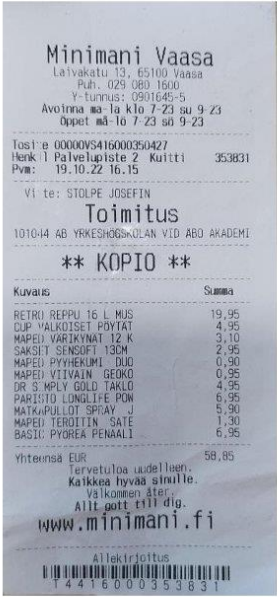 Minimani Vaasa
Laivakatu 13, 65100 Vaasa
Puh. 029 080 1600
Y-tunnus: 0901645-5
Avoinna ma-la klo 7-23 su 9-23
Öppet må-lö 7-23 sö 9-23
Tosi e 00000VS416000350427
Henk l Palvelupiste 2 Kuitti 353831
Pvm: 19.10.22 16.15
Vi te: STOLPE JOSEFIN
Toimitus
101044 AB YRKESHÖGSKOLAN VID ÅBO AKADEMI
** KOPIO **
Kuvaus Summa
RETRO REPPU 16 L MUS 19,95
CUP VALKOISET PÖYTÄT 4,95
MAPED VÄRIKYNÄT 12 K 3,10
SAKSET SENSOFT 13CM 2,95
MAPED PYYHEKUMI DUO 0,90
MAPED VIIVAIN GEOKO 0,95
DR SIMPLY GOLD TAKLO 4,95
PARISTO LONGLIFE POW 6,95
MATKAPULLOT SPRAY J 5,90
MAPED TEROITIN SATE 1,30
BASIC PYÖREÄ PENAALI 6,95
Yhteensä EUR 58,85
Tervetuloa uudelleen.
Kaikkea hyvää sinulle.
Välkommen åter.
Allt gott till dig.
www.minimani.fi
Allekirjoitus
T4416000353831